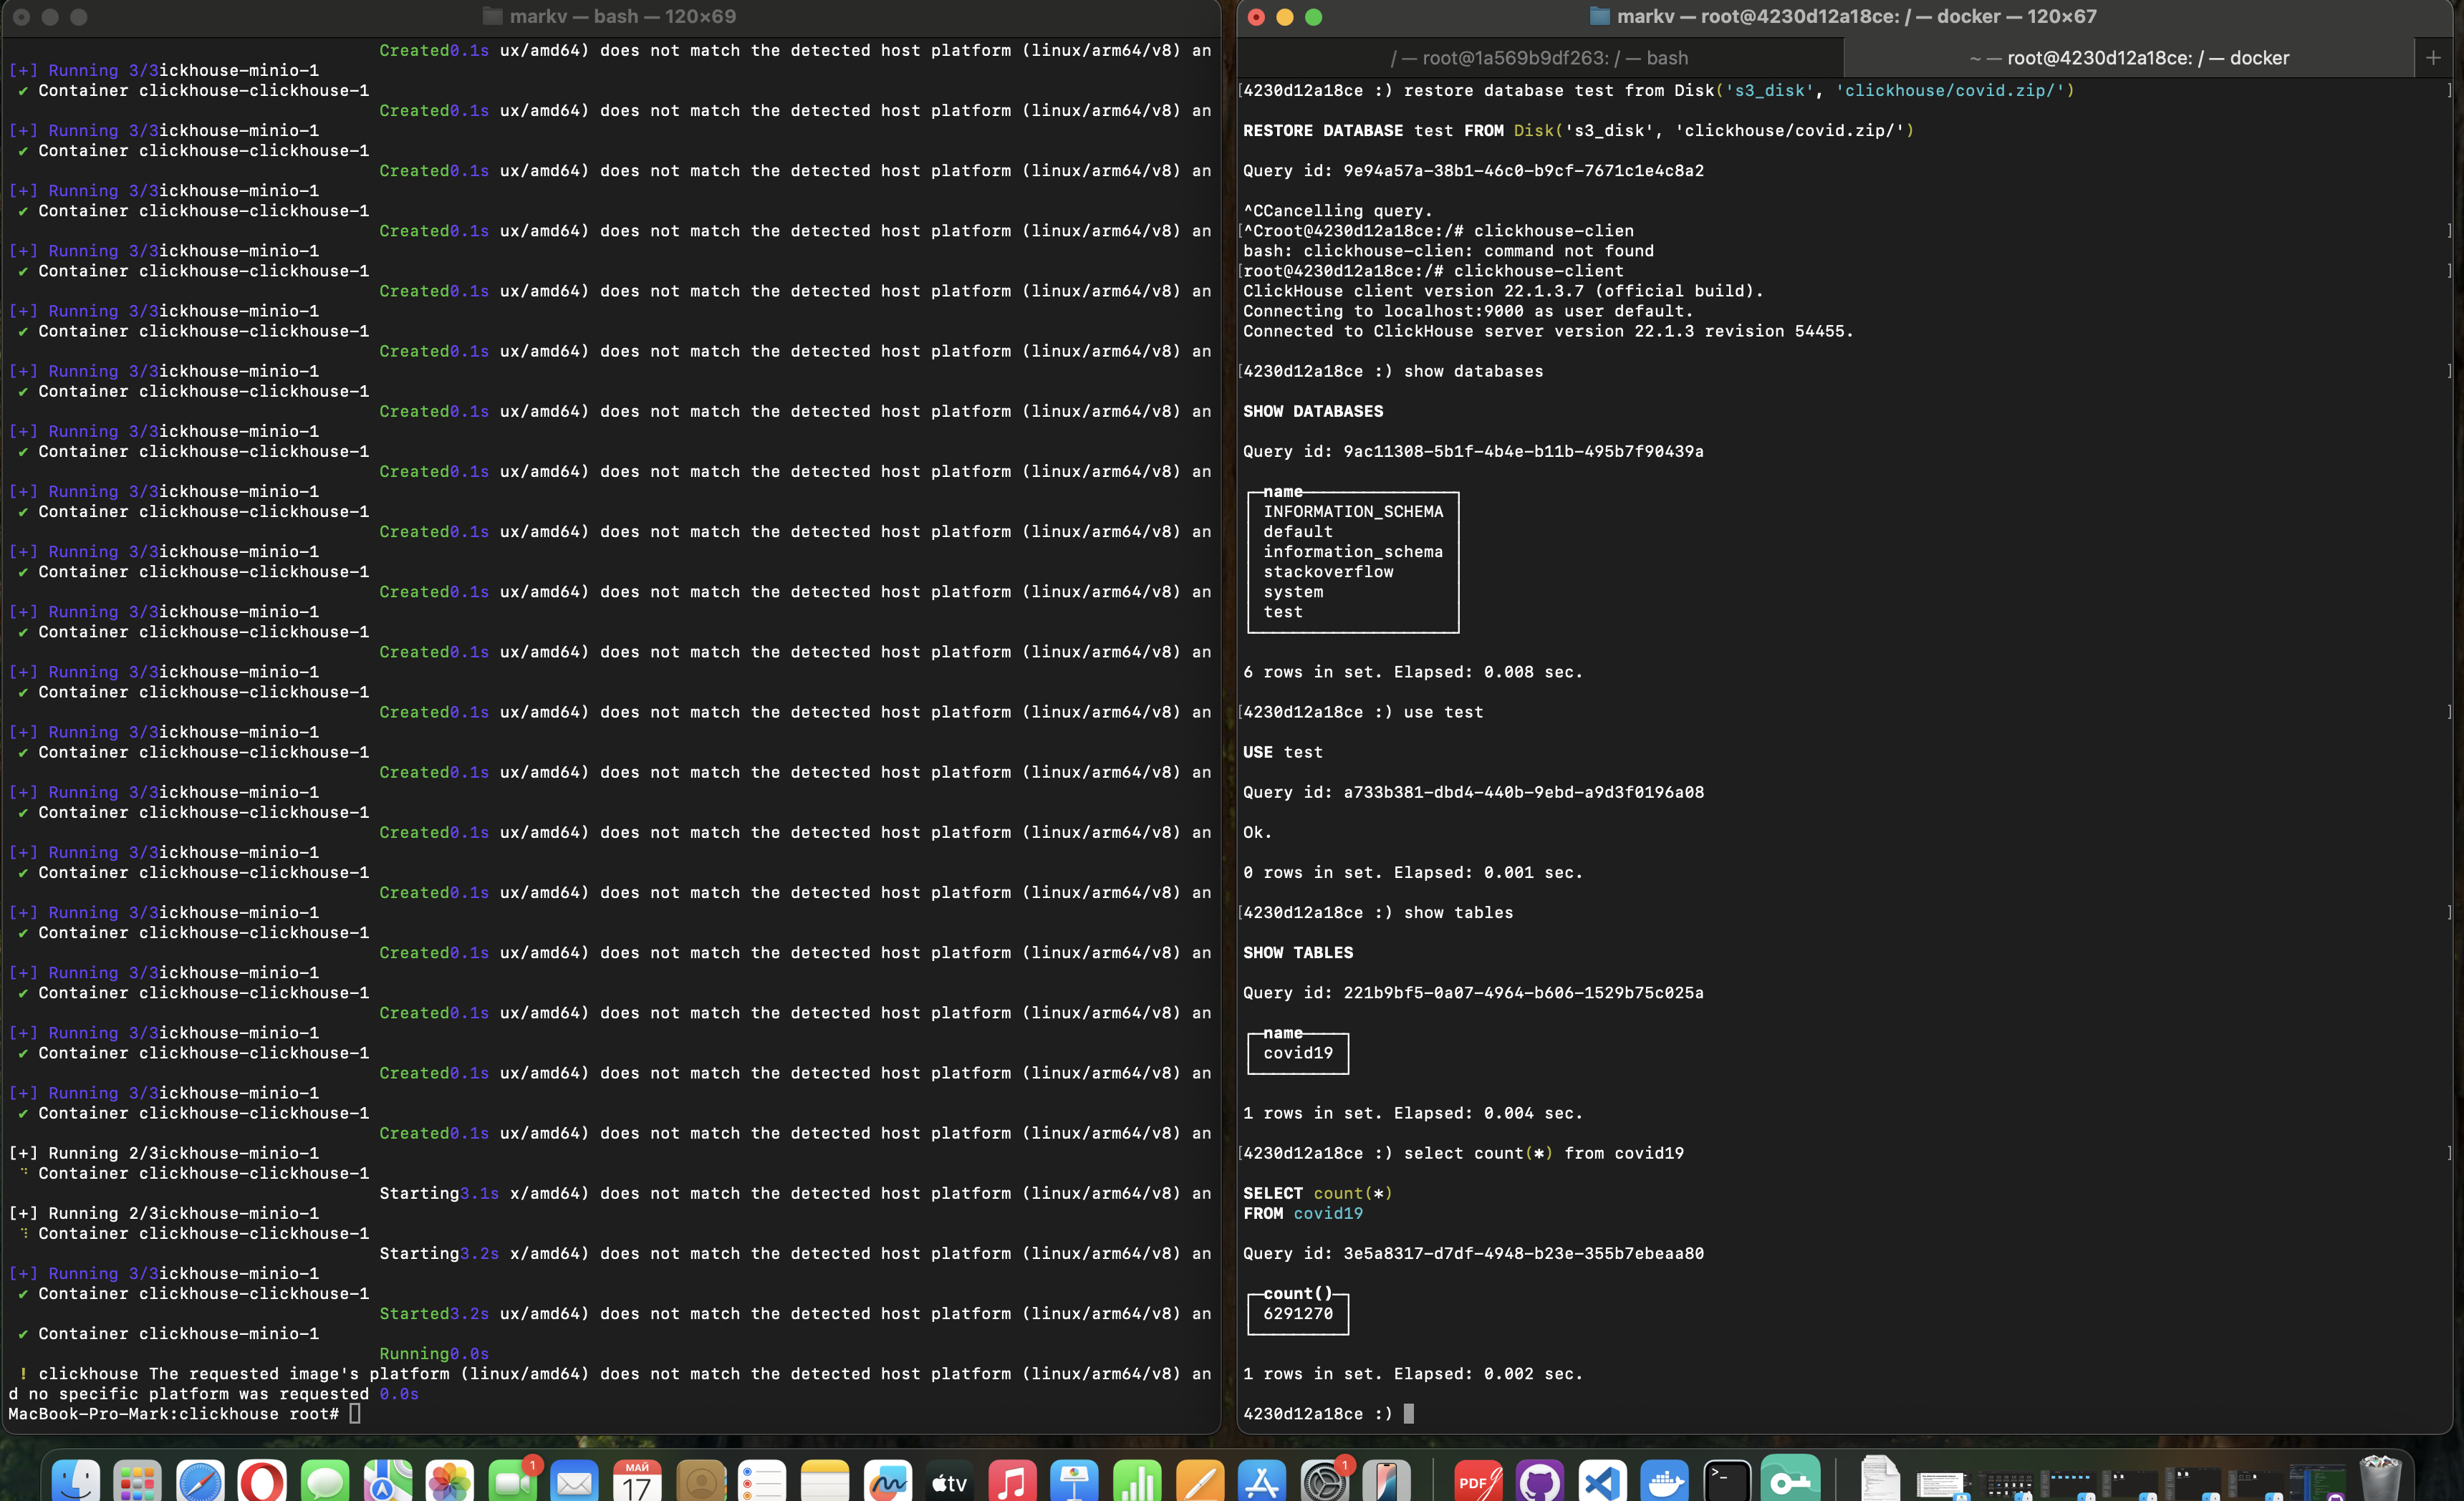 markv — bash — 120×69
Created0.1s ux/amd64) does not match the detected host platform (linux/arm64/v8) an
[+] Running 3/3ickhouse-minio-1
✔ Container clickhouse-clickhouse-1
Created0.1s ux/amd64) does not match the detected host platform (linux/arm64/v8) an
[+] Running 3/3ickhouse-minio-1
✔ Container clickhouse-clickhouse-1
Created0.1s ux/amd64) does not match the detected host platform (linux/arm64/v8) an
[+] Running 3/3ickhouse-minio-1
✔ Container clickhouse-clickhouse-1
Created0.1s ux/amd64) does not match the detected host platform (linux/arm64/v8) an
[+] Running 3/3ickhouse-minio-1
✔ Container clickhouse-clickhouse-1
Created0.1s ux/amd64) does not match the detected host platform (linux/arm64/v8) an
[+] Running 3/3ickhouse-minio-1
✔ Container clickhouse-clickhouse-1
Created0.1s ux/amd64) does not match the detected host platform (linux/arm64/v8) an
[+] Running 3/3ickhouse-minio-1
✔ Container clickhouse-clickhouse-1
Created0.1s ux/amd64) does not match the detected host platform (linux/arm64/v8) an
[+] Running 3/3ickhouse-minio-1
✔ Container clickhouse-clickhouse-1
Created0.1s ux/amd64) does not match the detected host platform (linux/arm64/v8) an
[+] Running 3/3ickhouse-minio-1
✔ Container clickhouse-clickhouse-1
Created0.1s ux/amd64) does not match the detected host platform (linux/arm64/v8) an
[+] Running 3/3ickhouse-minio-1
✔ Container clickhouse-clickhouse-1
Created0.1s ux/amd64) does not match the detected host platform (linux/arm64/v8) an
[+] Running 3/3ickhouse-minio-1
✔ Container clickhouse-clickhouse-1
Created0.1s ux/amd64) does not match the detected host platform (linux/arm64/v8) an
[+] Running 3/3ickhouse-minio-1
✔ Container clickhouse-clickhouse-1
Created0.1s ux/amd64) does not match the detected host platform (linux/arm64/v8) an
[+] Running 3/3ickhouse-minio-1
✔ Container clickhouse-clickhouse-1
Created0.1s ux/amd64) does not match the detected host platform (linux/arm64/v8) an
[+] Running 3/3ickhouse-minio-1
✔ Container clickhouse-clickhouse-1
Created0.1s ux/amd64) does not match the detected host platform (linux/arm64/v8) an
[+] Running 3/3ickhouse-minio-1
✔ Container clickhouse-clickhouse-1
Created0.1s ux/amd64) does not match the detected host platform (linux/arm64/v8) an
[+] Running 3/3ickhouse-minio-1
✔ Container clickhouse-clickhouse-1
Created0.1s ux/amd64) does not match the detected host platform (linux/arm64/v8) an
[+] Running 3/3ickhouse-minio-1
✔ Container clickhouse-clickhouse-1
Created0.1s ux/amd64) does not match the detected host platform (linux/arm64/v8) an
[+] Running 3/3ickhouse-minio-1
✔ Container clickhouse-clickhouse-1
Created0.1s ux/amd64) does not match the detected host platform (linux/arm64/v8) an
[+] Running 3/3ickhouse-minio-1
✔ Container clickhouse-clickhouse-1
Created0.1s ux/amd64) does not match the detected host platform (linux/arm64/v8) an
[+] Running 2/3ickhouse-minio-1
⠙ Container clickhouse-clickhouse-1
Starting3.1s x/amd64) does not match the detected host platform (linux/arm64/v8) an
[+] Running 2/3ickhouse-minio-1
⠹ Container clickhouse-clickhouse-1
Starting3.2s x/amd64) does not match the detected host platform (linux/arm64/v8) an
[+] Running 3/3ickhouse-minio-1
✔ Container clickhouse-clickhouse-1
Started3.2s ux/amd64) does not match the detected host platform (linux/arm64/v8) an
✔ Container clickhouse-minio-1
Running0.0s
! clickhouse The requested image's platform (linux/amd64) does not match the detected host platform (linux/arm64/v8) an
d no specific platform was requested 0.0s
MacBook-Pro-Mark:clickhouse root#
markv — root@4230d12a18ce: / — docker — 120×67
/ — root@1a569b9df263: / — bash
~ — root@4230d12a18ce: / — docker
[4230d12a18ce :) restore database test from Disk('s3_disk', 'clickhouse/covid.zip/') ]
RESTORE DATABASE test FROM Disk('s3_disk', 'clickhouse/covid.zip/')
Query id: 9e94a57a-38b1-46c0-b9cf-7671c1e4c8a2
^CCancelling query.
[^Croot@4230d12a18ce:/# clickhouse-clien ]
bash: clickhouse-clien: command not found
[root@4230d12a18ce:/# clickhouse-client ]
ClickHouse client version 22.1.3.7 (official build).
Connecting to localhost:9000 as user default.
Connected to ClickHouse server version 22.1.3 revision 54455.
[4230d12a18ce :) show databases ]
SHOW DATABASES
Query id: 9ac11308-5b1f-4b4e-b11b-495b7f90439a
name
INFORMATION_SCHEMA
default
information_schema
stackoverflow
system
test
6 rows in set. Elapsed: 0.008 sec.
[4230d12a18ce :) use test ]
USE test
Query id: a733b381-dbd4-440b-9ebd-a9d3f0196a08
Ok.
0 rows in set. Elapsed: 0.001 sec.
[4230d12a18ce :) show tables ]
SHOW TABLES
Query id: 221b9bf5-0a07-4964-b606-1529b75c025a
name
covid19
1 rows in set. Elapsed: 0.004 sec.
[4230d12a18ce :) select count(*) from covid19 ]
SELECT count(*)
FROM covid19
Query id: 3e5a8317-d7df-4948-b23e-355b7ebeaa80
count()
6291270
1 rows in set. Elapsed: 0.002 sec.
4230d12a18ce :)
1
МАЙ
17
tv
1
PDF
>_